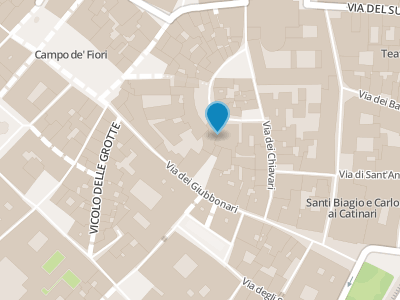 VIA DEL SU
Campo de' Fiori
Teat
Via dei Ba
VICOLO DELLE GROTTE
Via dei Chiavari
Via dei Giubbonari
Via di Sant'An
Santi Biagio e Carlo
ai Catinari
Via degli S